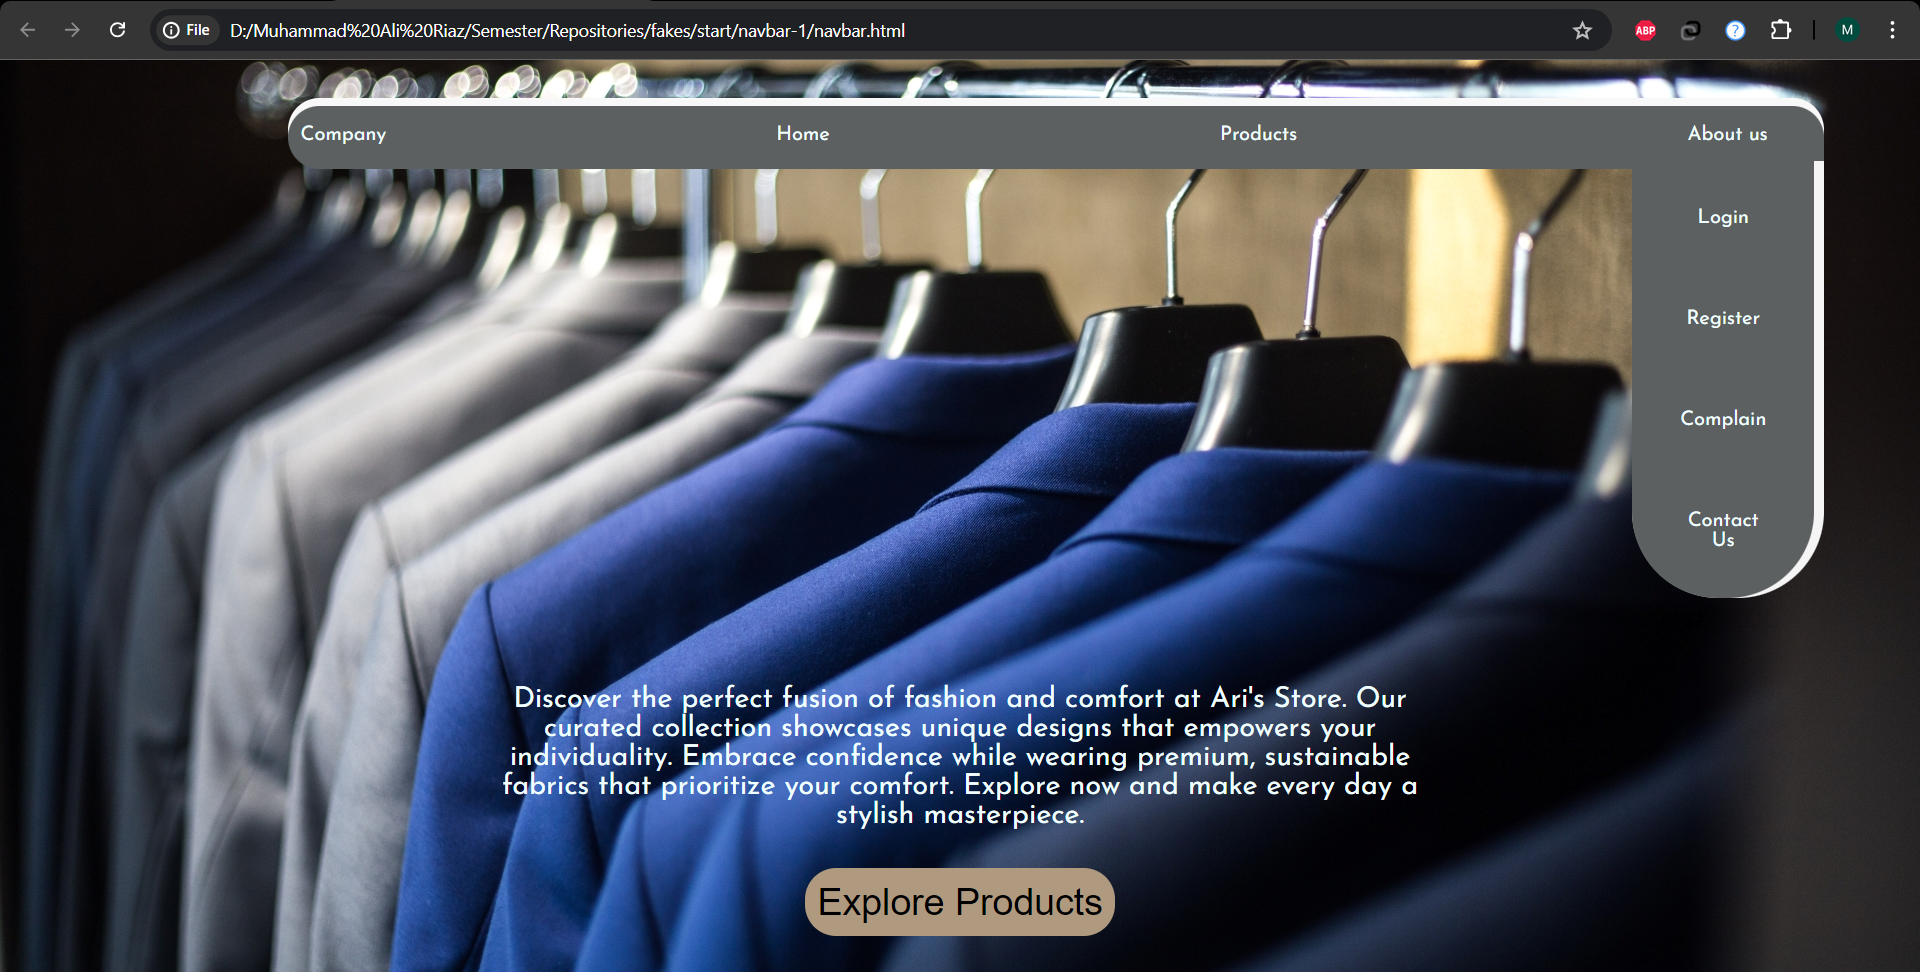 File D:/Muhammad%20Ali%20Riaz/Semester/Repositories/fakes/start/navbar-1/navbar.html ABP ? M
Company Home Products About us
Login
Register
Complain
Contact
Us
Discover the perfect fusion of fashion and comfort at Ari's Store. Our
curated collection showcases unique designs that empowers your
individuality. Embrace confidence while wearing premium, sustainable
fabrics that prioritize your comfort. Explore now and make every day a
stylish masterpiece.
Explore Products